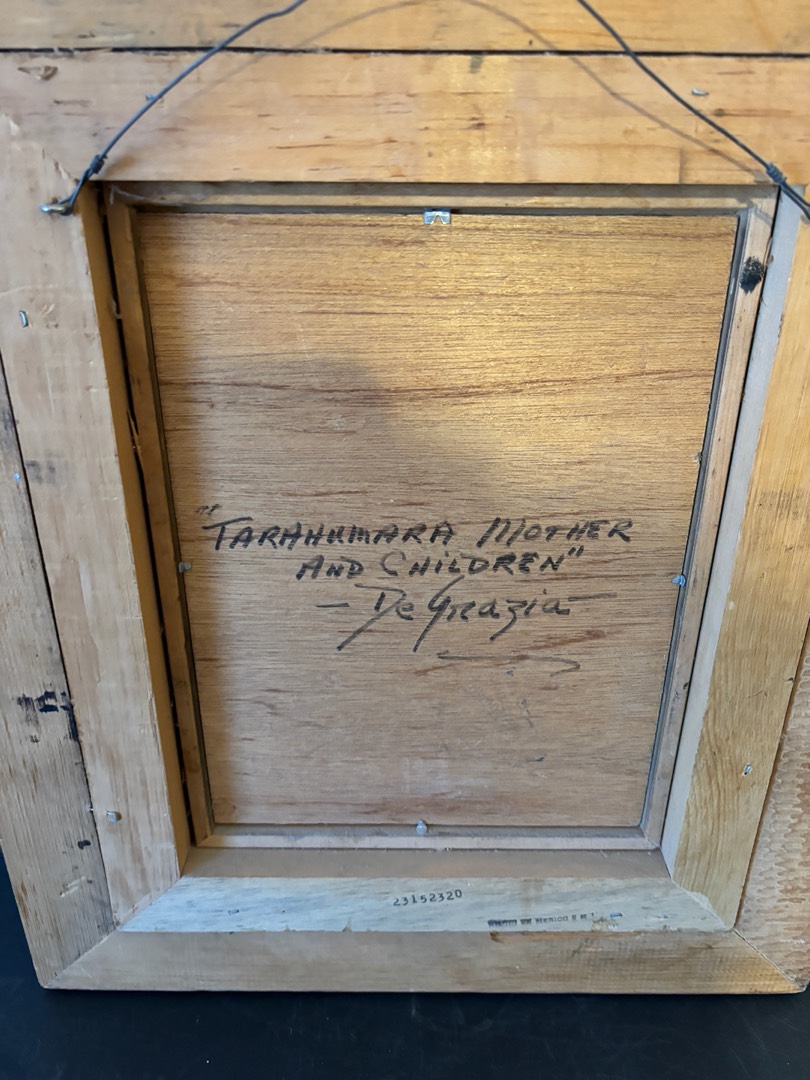 "TARAHUMARA MOTHER
AND CHILDREN"
- De Grazia -
23152320